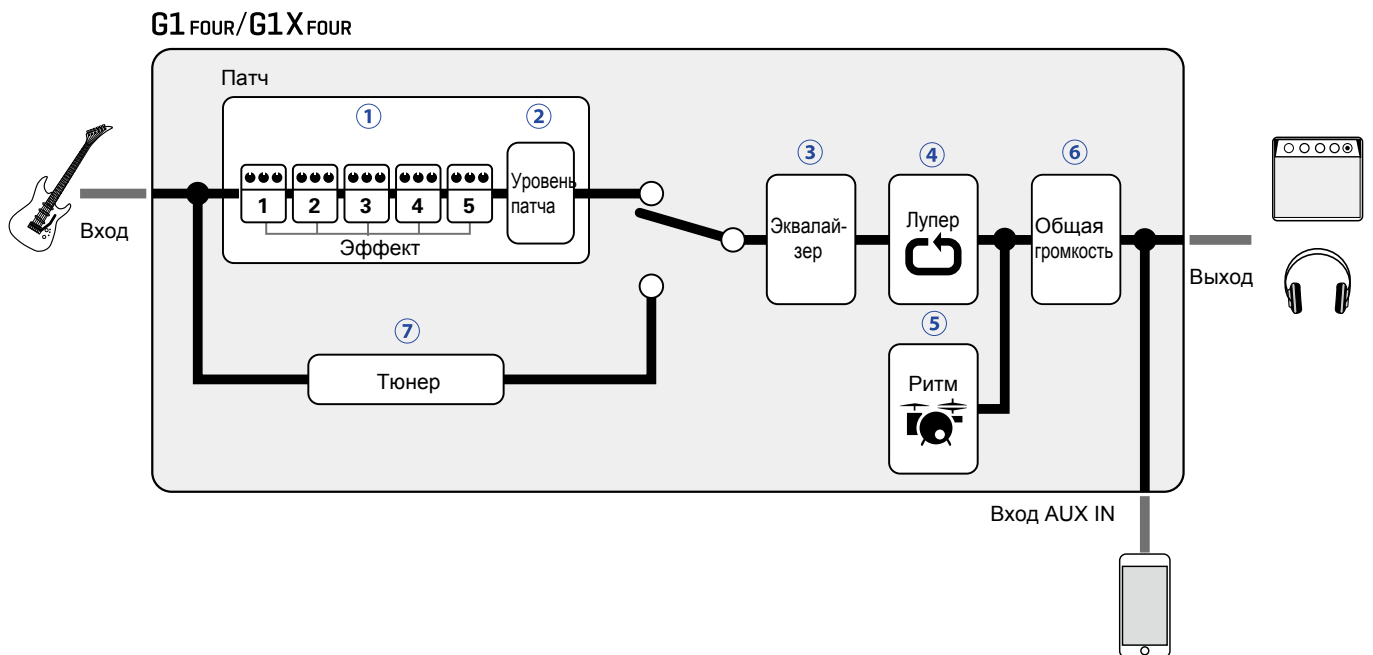 G1 FOUR/G1X FOUR
Патч
①
②
③
④
⑥
Уровень
патча
1 2 3 4 5
Эффект
Вход
Эквалай-
зер
Лупер
Общая
громкость
Выход
⑤
Ритм
⑦
Тюнер
Вход AUX IN